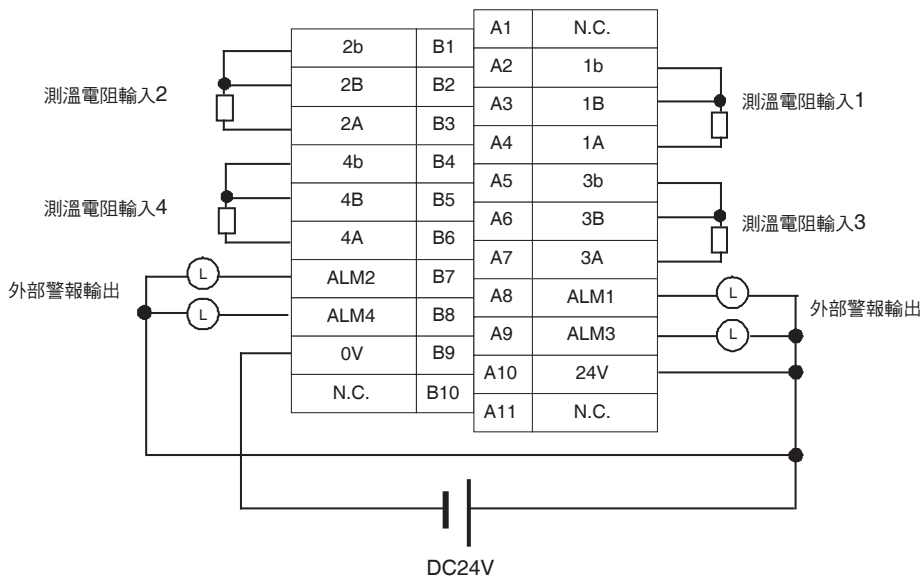 A1 N.C.
2b B1
A2 1b
2B B2
測溫電阻輸入2
A3 1B
測溫電阻輸入1
2A B3
A4 1A
4b B4
A5 3b
4B B5
測溫電阻輸入4
A6 3B
測溫電阻輸入3
4A B6
A7 3A
L
ALM2 B7
外部警報輸出
A8 ALM1
L
外部警報輸出
L
ALM4 B8
A9 ALM3
L
0V B9
A10 24V
N.C. B10
A11 N.C.
DC24V